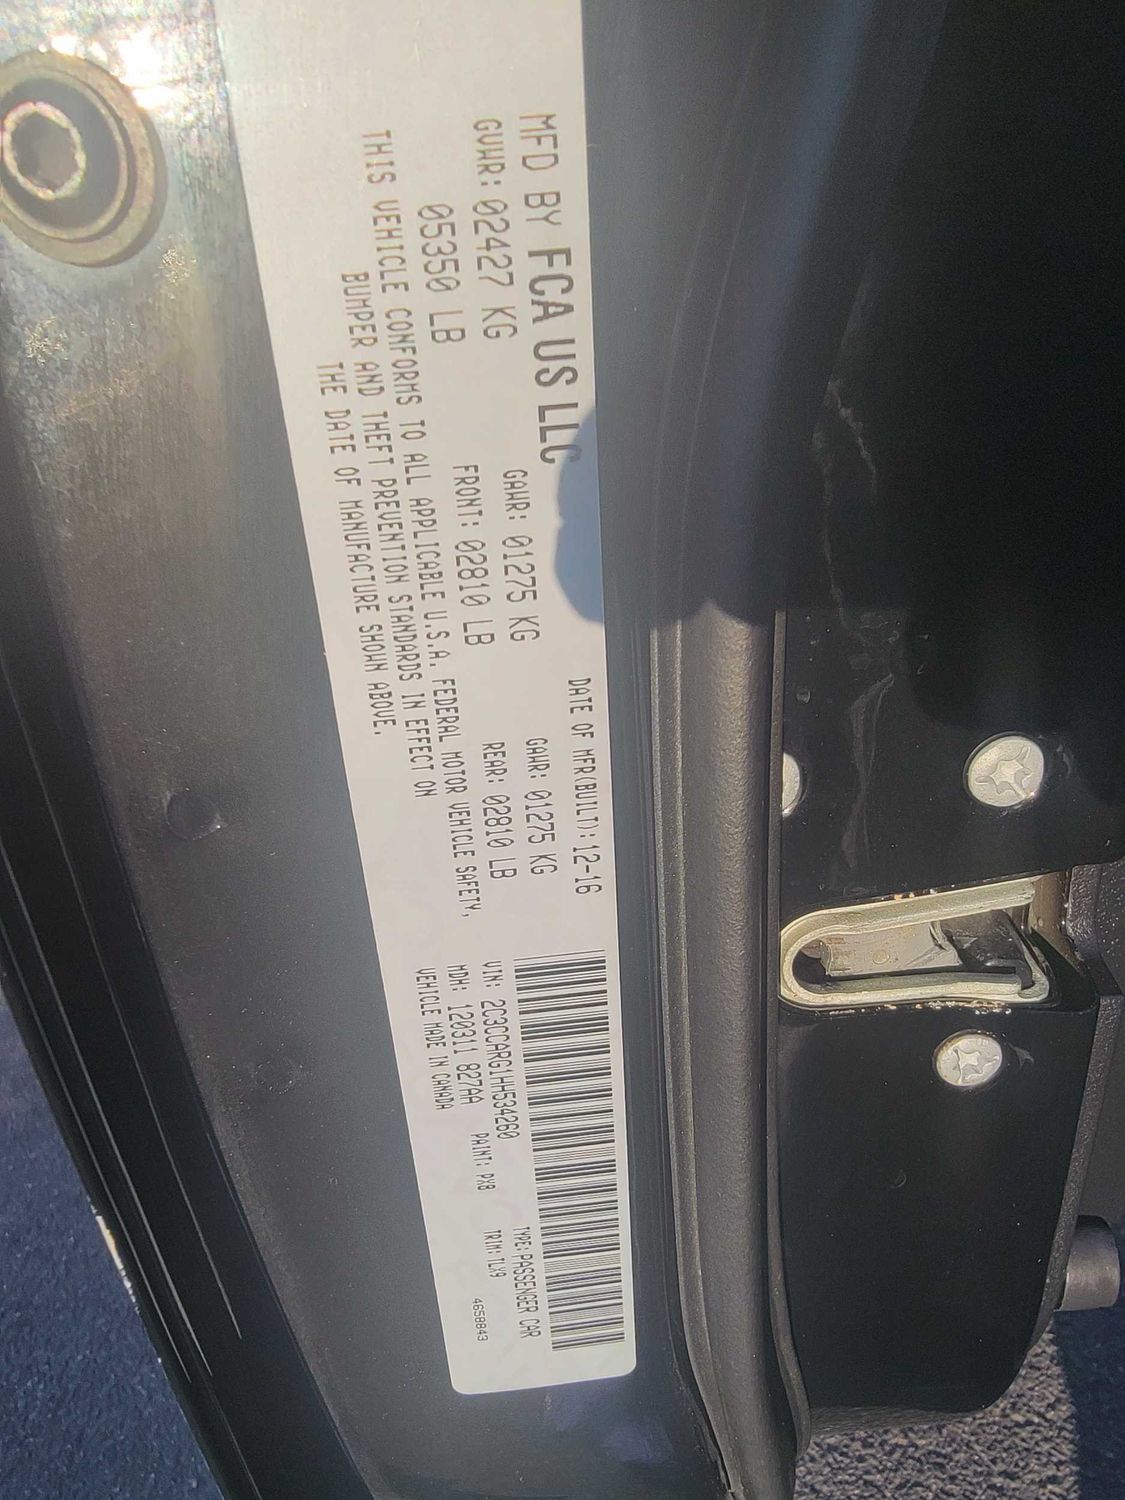 MFD BY FCA US LLC
DATE OF MFR(BUILT): 12-16
GVWR: 02427 KG
GAWR: 01275 KG
GAWR: 01275 KG
05350 LB
FRONT: 02810 LB
REAR: 02810 LB
THIS VEHICLE CONFORMS TO ALL APPLICABLE U.S.A. FEDERAL MOTOR VEHICLE SAFETY,
BUMPER AND THEFT PREVENTION STANDARDS IN EFFECT ON
THE DATE OF MANUFACTURE SHOWN ABOVE.
VIN: 2C3CCARG1HH534260
TYPE: PASSENGER CAR
MDH: 120311 827AA
PAINT: PX8
TRIM: TLX9
VEHICLE MADE IN CANADA
4658843